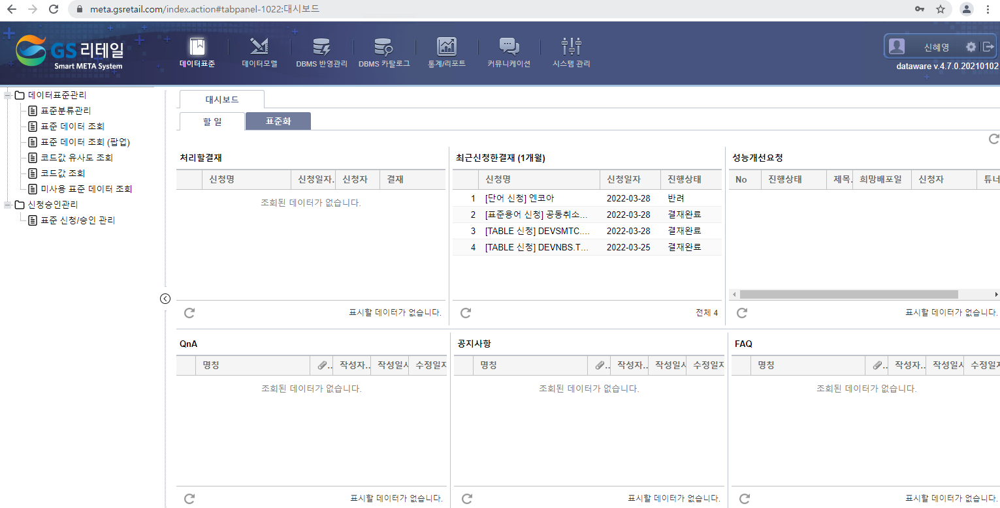 meta.gsretail.com/index.action#tabpanel-1022:대시보드
GS 리테일
Smart META System
데이터표준
데이터모델
DBMS 반영관리
DBMS 카탈로그
통계/리포트
커뮤니케이션
시스템 관리
신혜영
dataware v.4.7.0.20210102
데이터표준관리
표준분류관리
표준 데이터 조회
표준 데이터 조회 (팝업)
코드값 유사도 조회
코드값 조회
미사용 표준 데이터 조회
신청승인관리
표준 신청/승인 관리
대시보드
할 일 표준화
처리할결재
신청명 신청일자. 신청자 결재
조회된 데이터가 없습니다.
표시할 데이터가 없습니다.
최근신청한결재 (1개월)
신청명 신청일자 진행상태
1 [단어 신청] 엔코아 2022-03-28 반려
2 [표준용어 신청] 공동취소... 2022-03-28 결재완료
3 [TABLE 신청] DEVSMTC.... 2022-03-28 결재완료
4 [TABLE 신청] DEVNBS.T... 2022-03-25 결재완료
전체 4
성능개선요청
No 진행상태 제목. 희망배포일 신청자 튜너
표시할 데이터가 없습니다.
QnA
명칭 .. 작성자.. 작성일시 수정일자
조회된 데이터가 없습니다.
표시할 데이터가 없습니다.
공지사항
명칭 .. 작성자.. 작성일시 수정일자
조회된 데이터가 없습니다.
표시할 데이터가 없습니다.
FAQ
명칭 .. 작성자.. 작성일시 수정일자
조회된 데이터가 없습니다.
표시할 데이터가 없습니다.